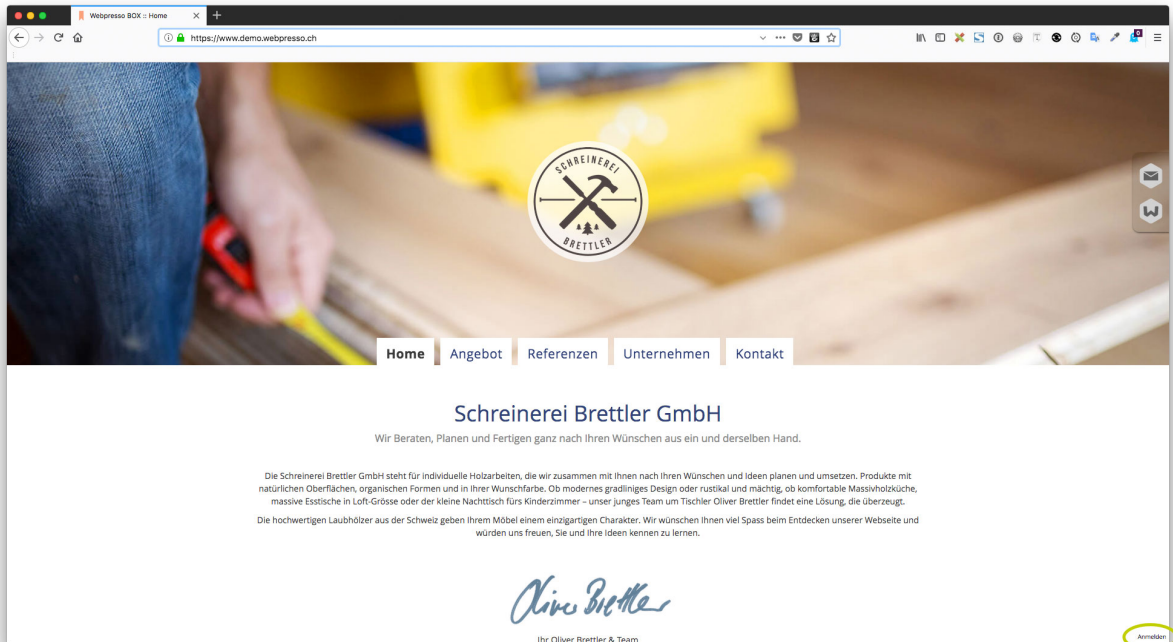 Webpresso BOX :: Home
https://www.demo.webpresso.ch
SCHREINEREI
BRETTLER
Home Angebot Referenzen Unternehmen Kontakt
Schreinerei Brettler GmbH
Wir Beraten, Planen und Fertigen ganz nach Ihren Wünschen aus ein und derselben Hand.
Die Schreinerei Brettler GmbH steht für individuelle Holzarbeiten, die wir zusammen mit Ihnen nach Ihren Wünschen und Ideen planen und umsetzen. Produkte mit
natürlichen Oberflächen, organischen Formen und in Ihrer Wunschfarbe. Ob modernes gradliniges Design oder rustikal und mächtig, ob komfortable Massivholzküche,
massive Esstische in Loft-Grösse oder der kleine Nachttisch fürs Kinderzimmer – unser junges Team um Tischler Oliver Brettler findet eine Lösung, die überzeugt.
Die hochwertigen Laubhölzer aus der Schweiz geben Ihrem Möbel einem einzigartigen Charakter. Wir wünschen Ihnen viel Spass beim Entdecken unserer Webseite und
würden uns freuen, Sie und Ihre Ideen kennen zu lernen.
Oliver Brettler
Ihr Oliver Brettler & Team
Anmelden